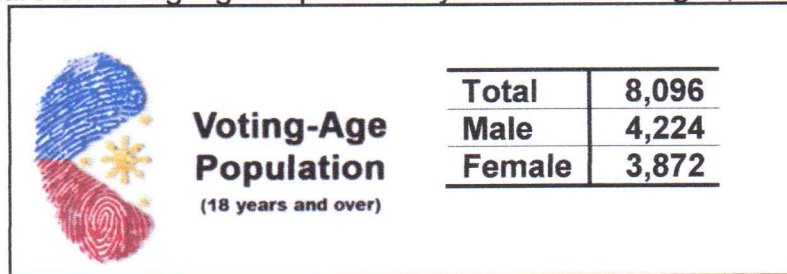 Voting-Age
Population
(18 years and over)
Total 8,096
Male 4,224
Female 3,872